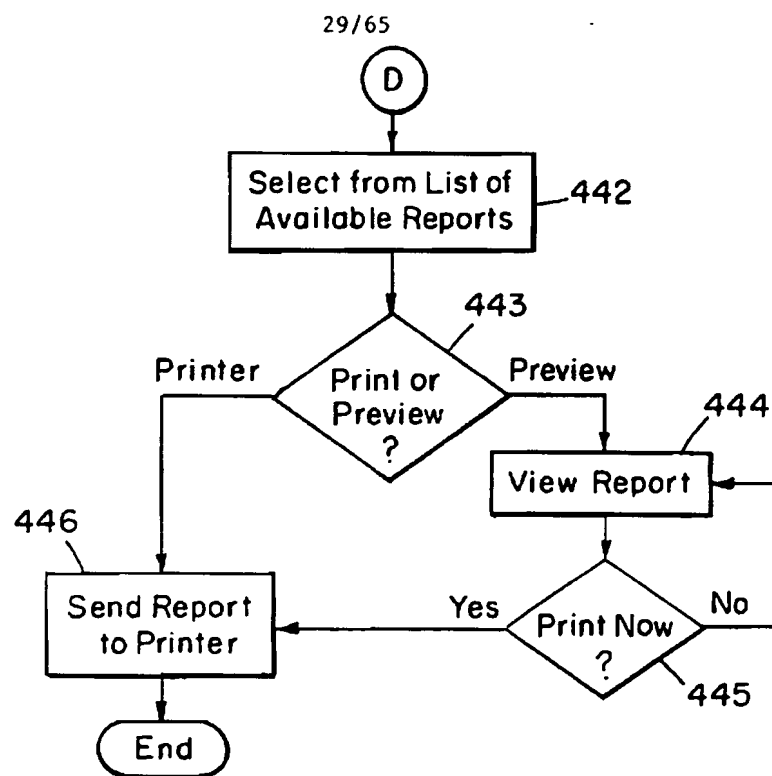 29/65
D
Select from List of
Available Reports
442
443
Printer
Print or
Preview
?
Preview
444
View Report
446
Send Report
to Printer
Yes
Print Now
?
No
445
End